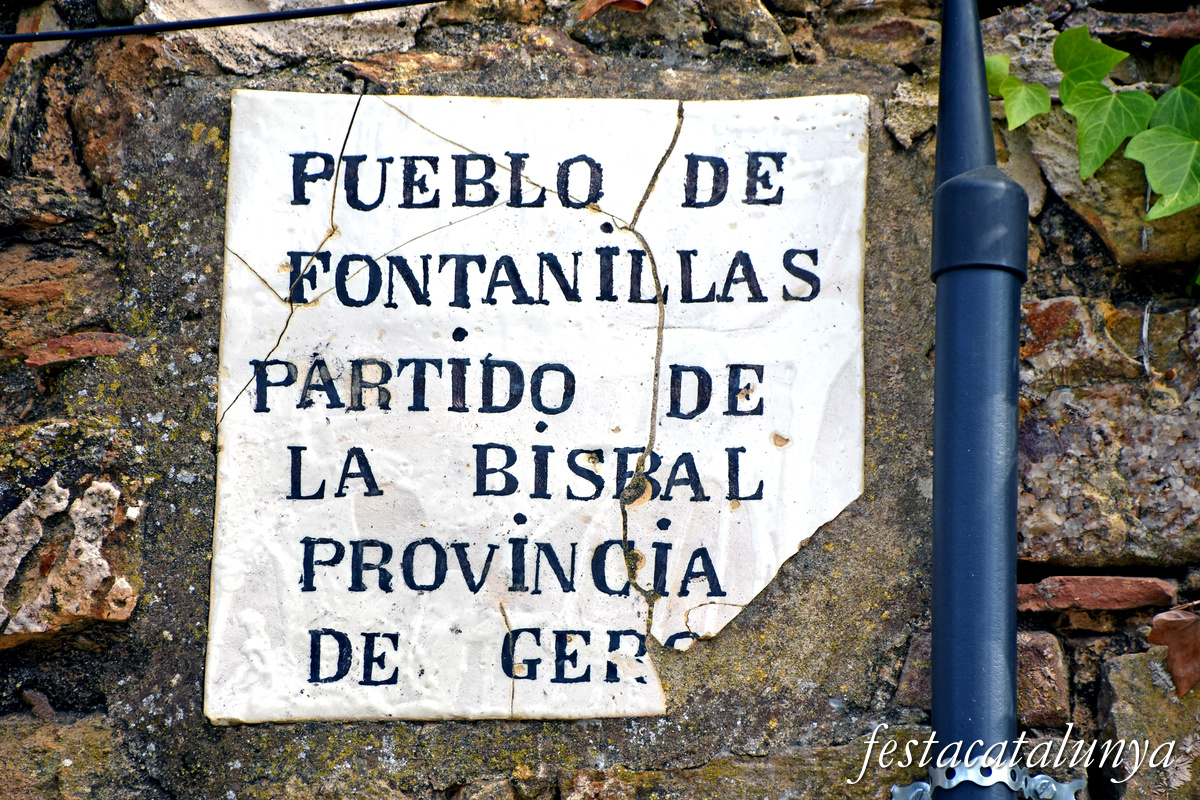 PUEBLO DE
FONTANILLAS
PARTIDO DE
LA BISBAL
PROVINCIA
DE GERO
festacatalunya